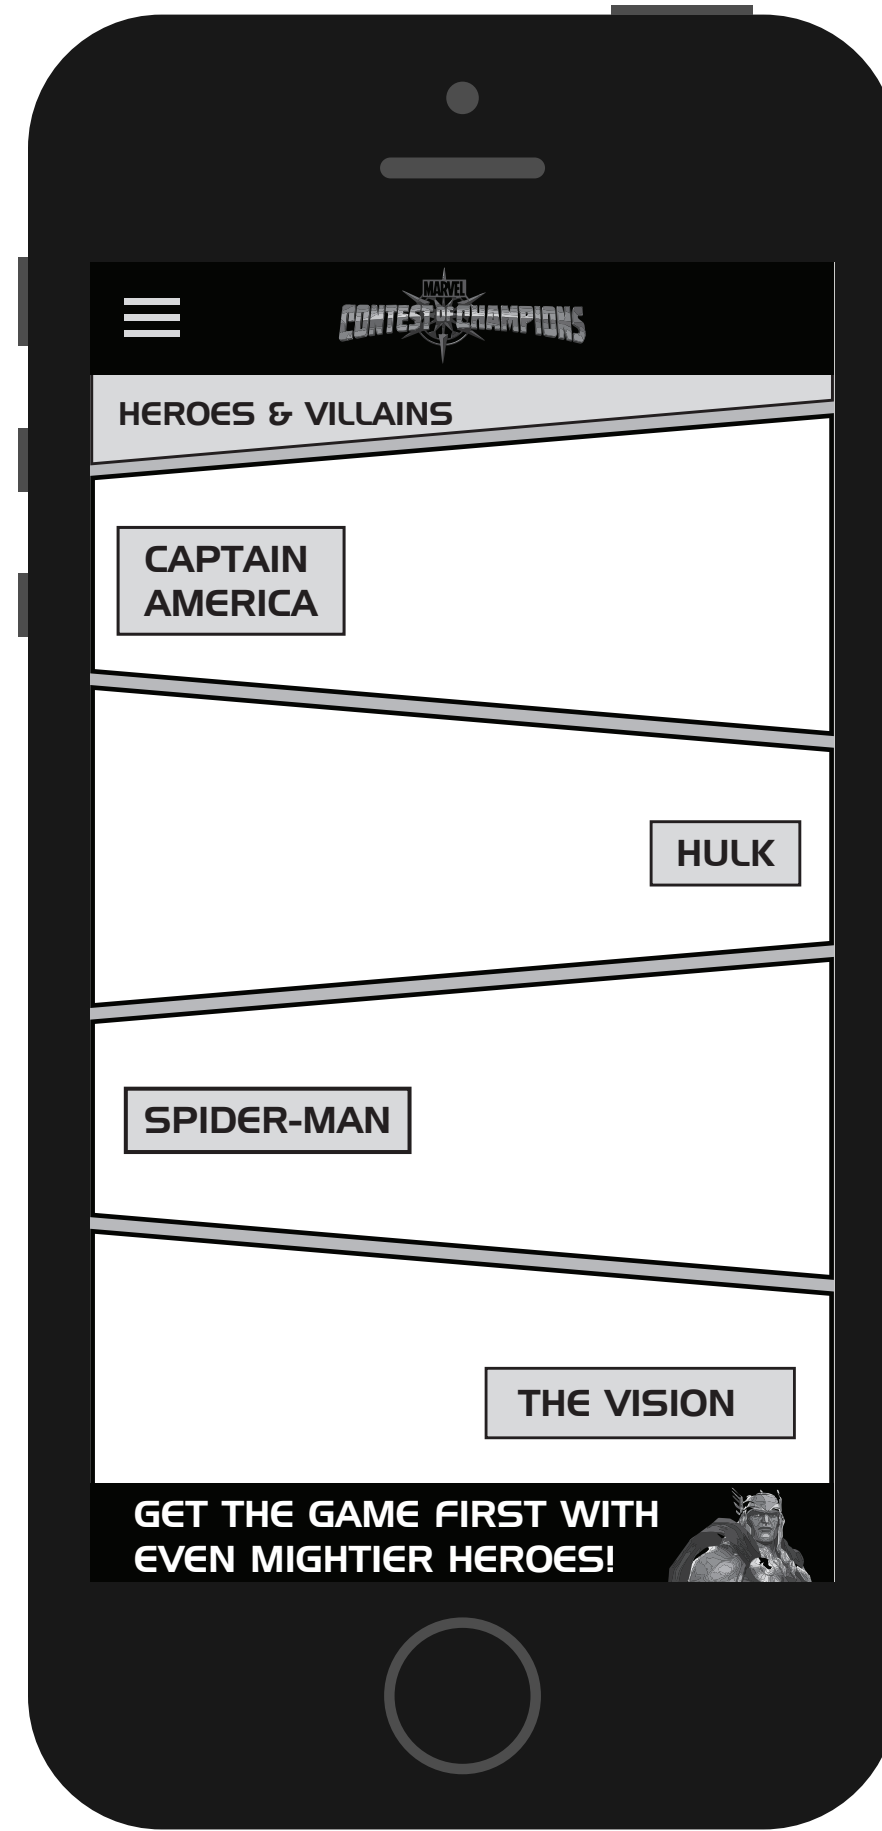 MARVEL
CONTEST OF CHAMPIONS
HEROES & VILLAINS
CAPTAIN
AMERICA
HULK
SPIDER-MAN
THE VISION
GET THE GAME FIRST WITH
EVEN MIGHTIER HEROES!